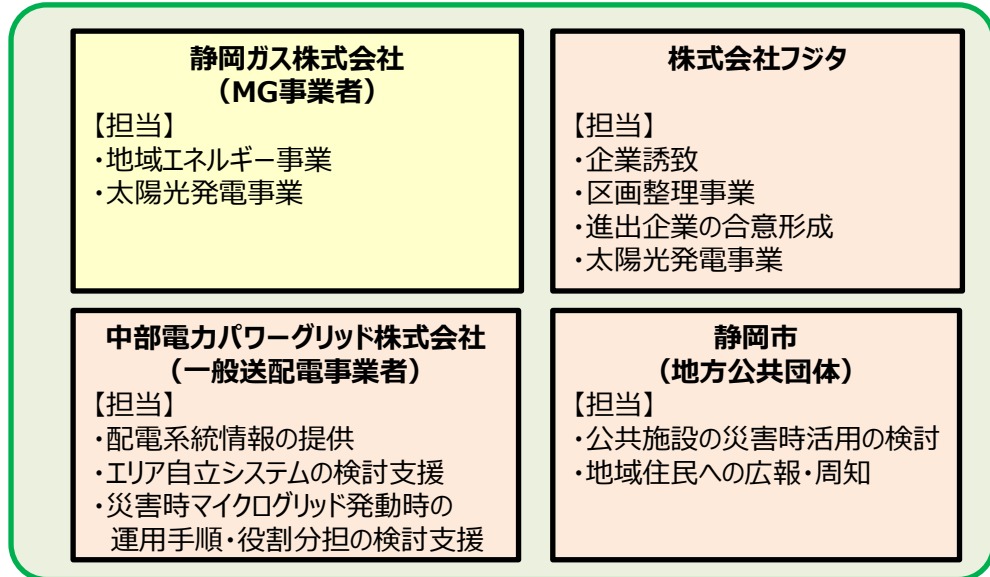 静岡ガス株式会社
（MG事業者）
【担当】
・地域エネルギー事業
・太陽光発電事業
株式会社フジタ
【担当】
・企業誘致
・区画整理事業
・進出企業の合意形成
・太陽光発電事業
中部電力パワーグリッド株式会社
（一般送配電事業者）
【担当】
・配電系統情報の提供
・エリア自立システムの検討支援
・災害時マイクログリッド発動時の
運用手順・役割分担の検討支援
静岡市
（地方公共団体）
【担当】
・公共施設の災害時活用の検討
・地域住民への広報・周知